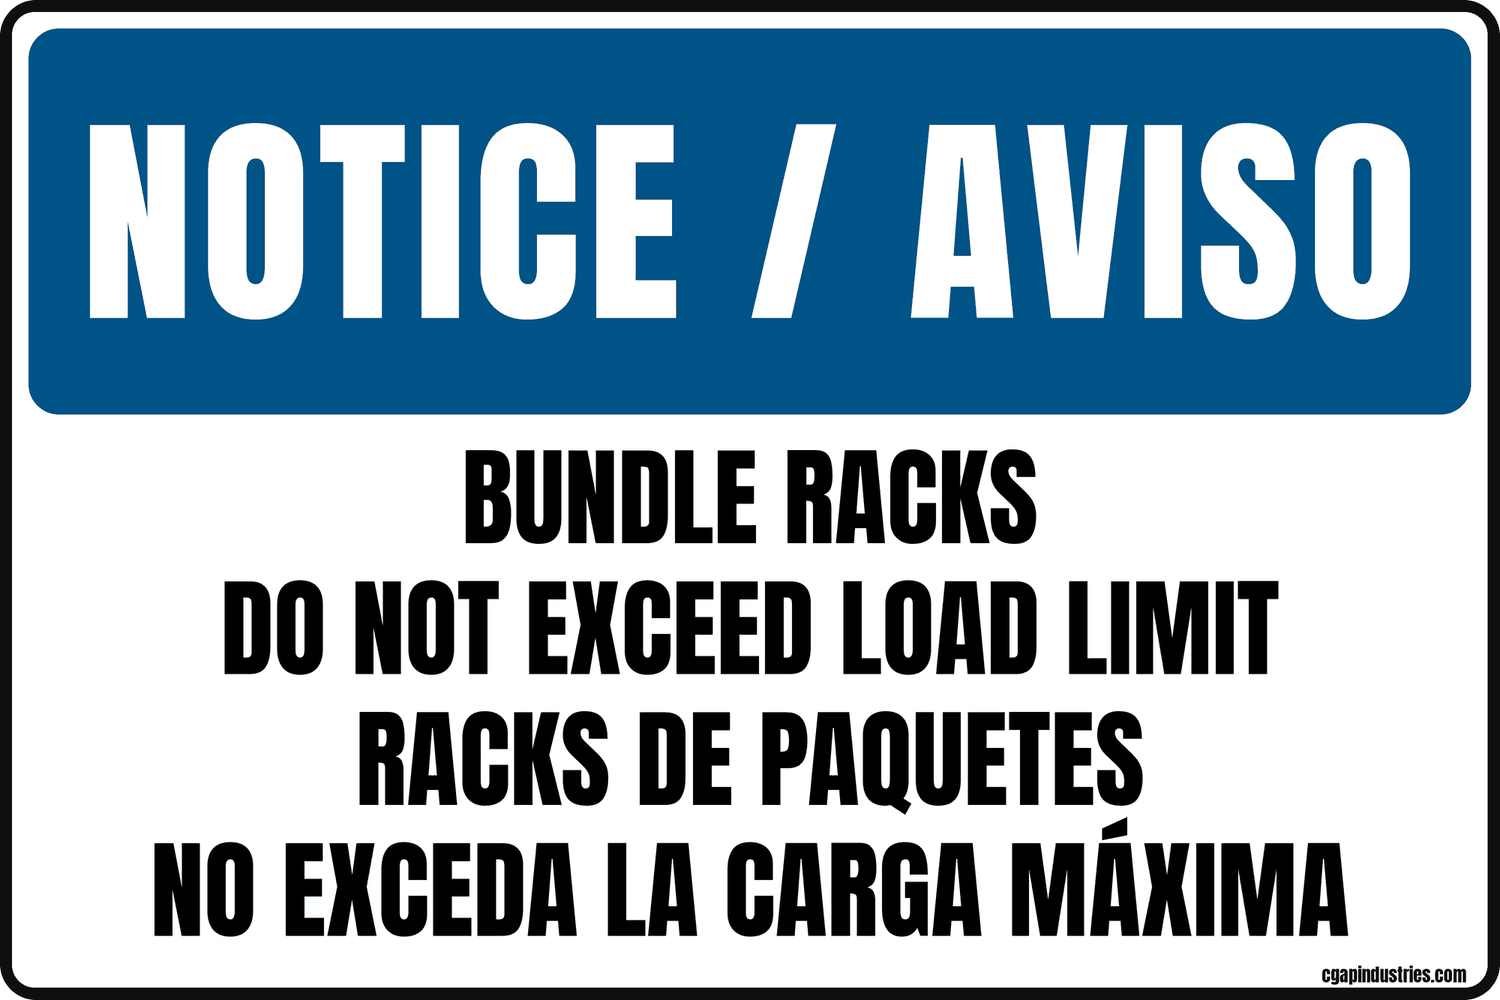 NOTICE / AVISO
BUNDLE RACKS
DO NOT EXCEED LOAD LIMIT
RACKS DE PAQUETES
NO EXCEDA LA CARGA MÁXIMA
cgapindustries.com